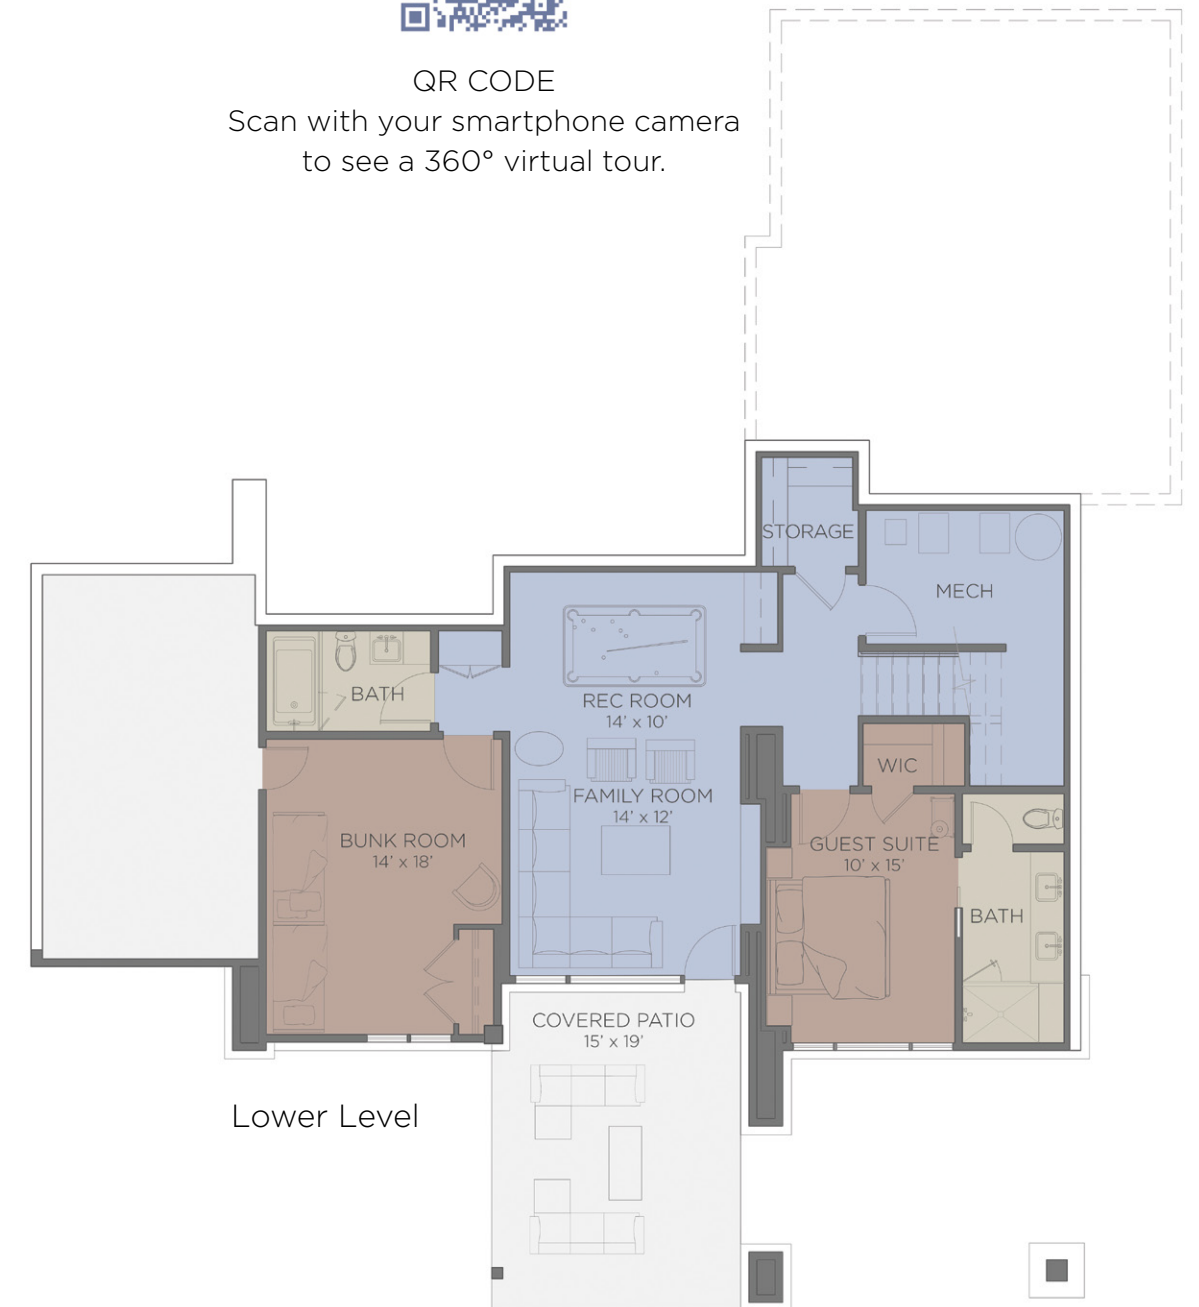 QR CODE
Scan with your smartphone camera
to see a 360° virtual tour.
STORAGE
MECH
BATH
REC ROOM
14’ x 10’
WIC
FAMILY ROOM
14’ x 12’
BUNK ROOM
14’ x 18’
GUEST SUITE
10’ x 15’
BATH
COVERED PATIO
15’ x 19’
Lower Level